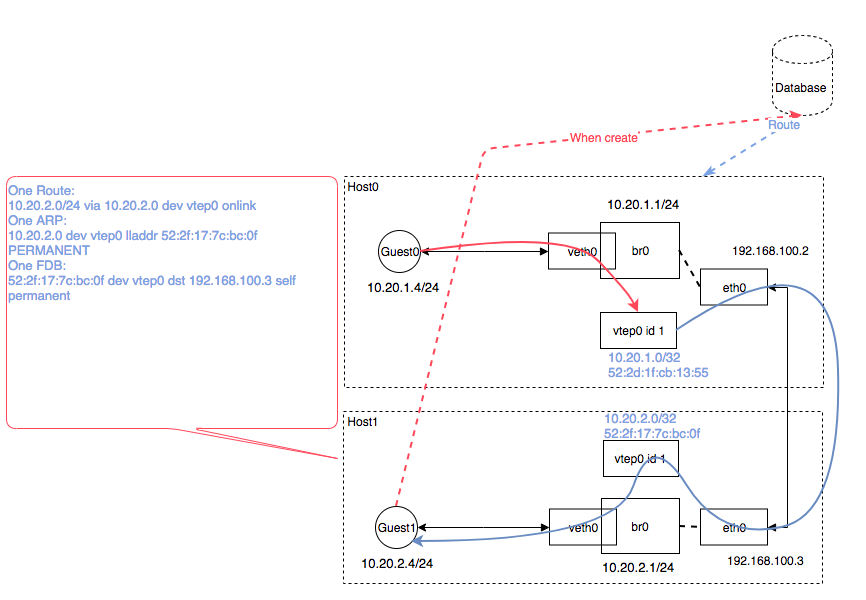 Database
Route
When create
One Route:
10.20.2.0/24 via 10.20.2.0 dev vtep0 onlink
One ARP:
10.20.2.0 dev vtep0 lladdr 52:2f:17:7c:bc:0f
PERMANENT
One FDB:
52:2f:17:7c:bc:0f dev vtep0 dst 192.168.100.3 self
permanent
Host0
10.20.1.1/24
Guest0
veth0
br0
192.168.100.2
10.20.1.4/24
eth0
vtep0 id 1
10.20.1.0/32
52:2d:1f:cb:13:55
Host1
10.20.2.0/32
52:2f:17:7c:bc:0f
vtep0 id 1
Guest1
veth0
br0
eth0
10.20.2.4/24
10.20.2.1/24
192.168.100.3